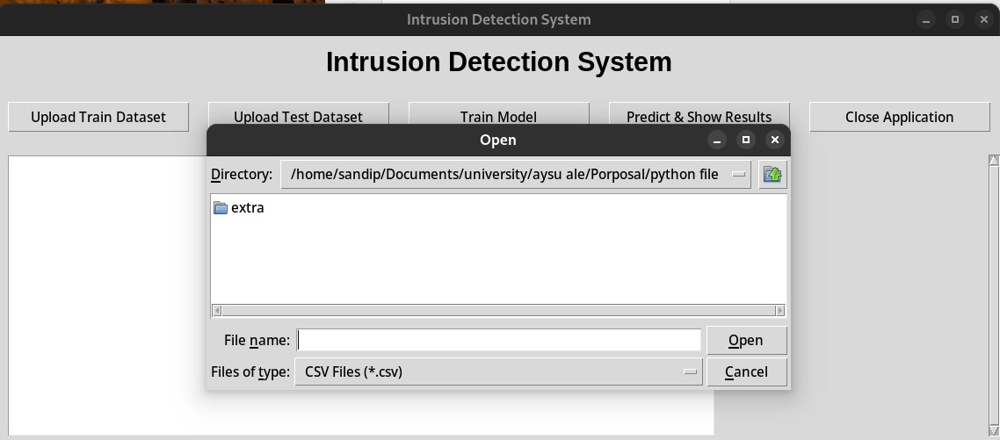 Intrusion Detection System
Intrusion Detection System
Upload Train Dataset Upload Test Dataset Train Model Predict & Show Results Close Application
Open
Directory: /home/sandip/Documents/university/aysu ale/Porposal/python file
extra
File name: Open
Files of type: CSV Files (*.csv) Cancel